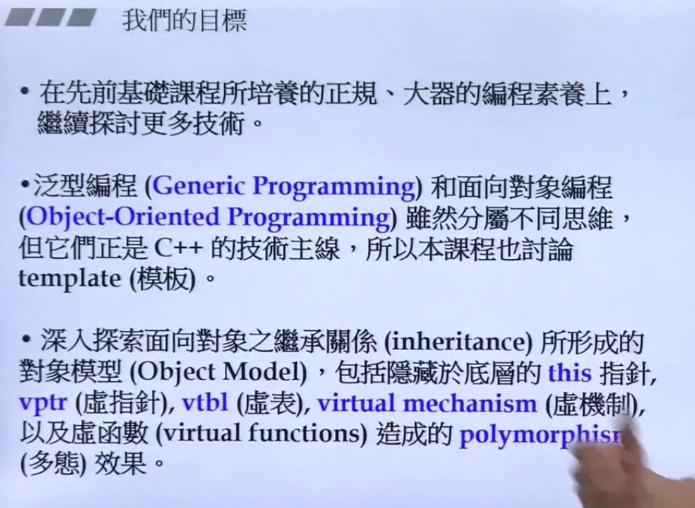 我們的目標
• 在先前基礎課程所培養的正規、大器的編程素養上，
繼續探討更多技術。
•泛型編程 (Generic Programming) 和面向對象編程
(Object-Oriented Programming) 雖然分屬不同思維，
但它們正是 C++ 的技術主線，所以本課程也討論
template (模板)。
• 深入探索面向對象之繼承關係 (inheritance) 所形成的
對象模型 (Object Model)，包括隱藏於底層的 this 指針,
vptr (虛指針), vtbl (虛表), virtual mechanism (虛機制),
以及虛函數 (virtual functions) 造成的 polymorphism
(多態) 效果。